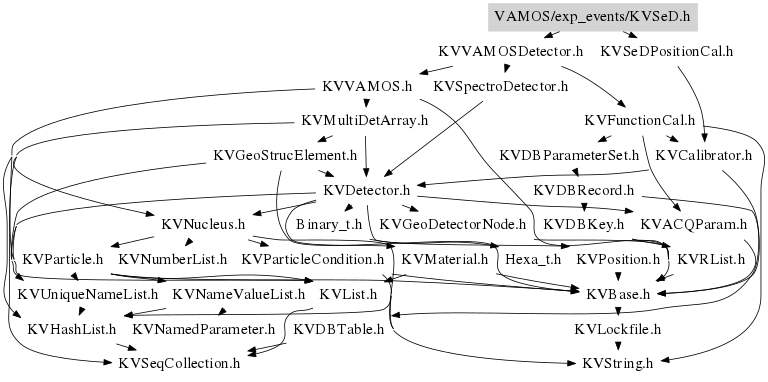 VAMOS/exp_events/KVSeD.h
KVVAMOSDetector.h
KVSeDPositionCal.h
KVVAMOS.h
KVSpectroDetector.h
KVMultiDetArray.h
KVFunctionCal.h
KVGeoStrucElement.h
KVDBParameterSet.h
KVCalibrator.h
KVDetector.h
KVDBRecord.h
KVNucleus.h
Binary_t.h
KVGeoDetectorNode.h
KVDBKey.h
KVACQParam.h
KVParticle.h
KVNumberList.h
KVParticleCondition.h
KVMaterial.h
Hexa_t.h
KVPosition.h
KVRList.h
KVUniqueNameList.h
KVNameValueList.h
KVList.h
KVBase.h
KVHashList.h
KVNamedParameter.h
KVDBTable.h
KVLockfile.h
KVSeqCollection.h
KVString.h